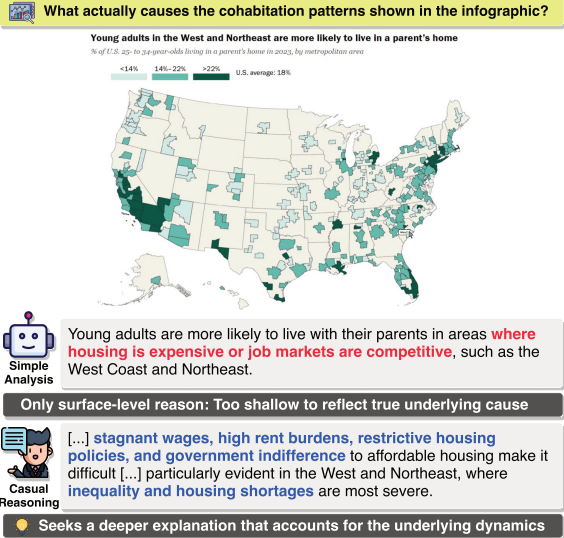 What actually causes the cohabitation patterns shown in the infographic?
Young adults in the West and Northeast are more likely to live in a parent's home
% of U.S. 25- to 34-year-olds living in a parent's home in 2023, by metropolitan area
<14% 14%–22% >22% U.S. average: 18%
Young adults are more likely to live with their parents in areas where
housing is expensive or job markets are competitive, such as the
West Coast and Northeast.
Simple
Analysis
Only surface-level reason: Too shallow to reflect true underlying cause
[...] stagnant wages, high rent burdens, restrictive housing
policies, and government indifference to affordable housing make it
difficult [...] particularly evident in the West and Northeast, where
inequality and housing shortages are most severe.
Casual
Reasoning
Seeks a deeper explanation that accounts for the underlying dynamics